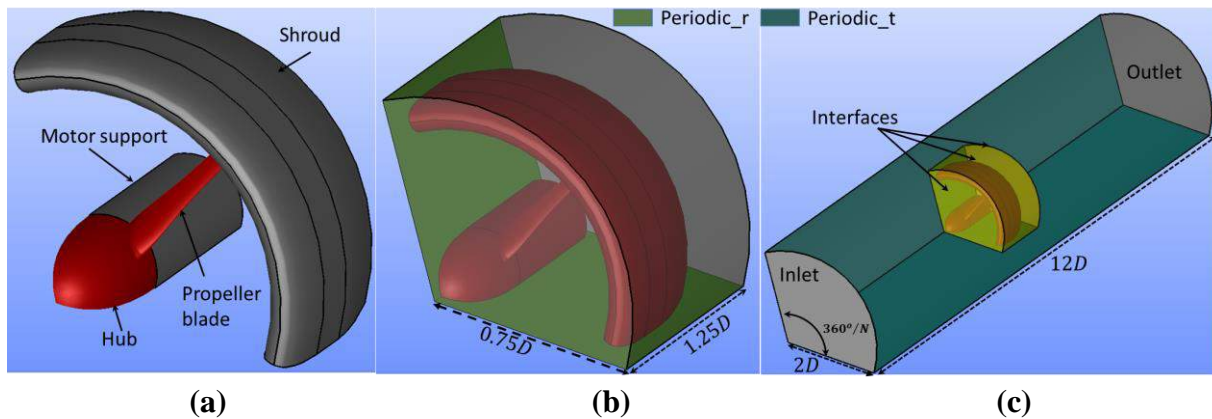 Periodic_r
Periodic_t
Shroud
Motor support
Propeller
blade
Hub
0.75D
1.25D
Outlet
Interfaces
Inlet
12D
360°/N
2D
(a)
(b)
(c)